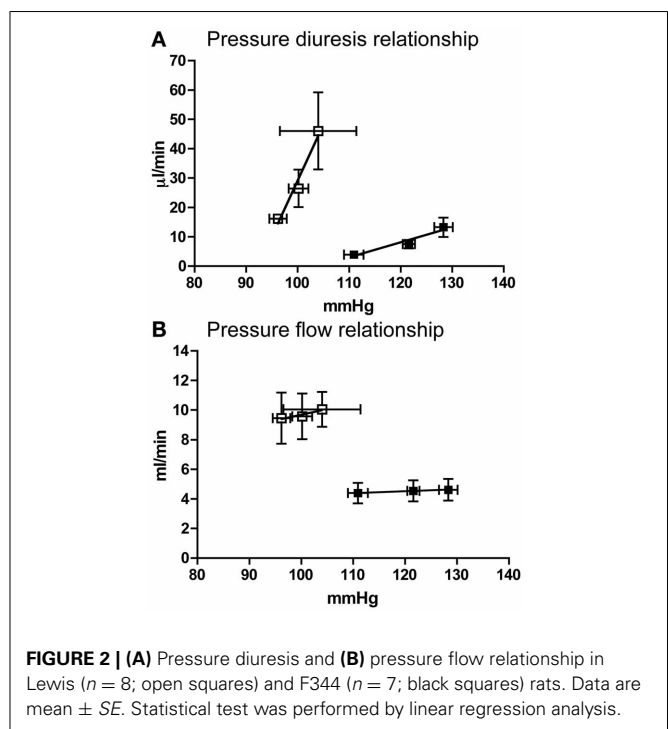 A Pressure diuresis relationship
70
60
50
40
30
20
10
0
µl/min
80 90 100 110 120 130 140
mmHg
B Pressure flow relationship
14
12
10
8
6
4
2
0
ml/min
80 90 100 110 120 130 140
mmHg
FIGURE 2 | (A) Pressure diuresis and (B) pressure flow relationship in
Lewis (n = 8; open squares) and F344 (n = 7; black squares) rats. Data are
mean ± SE. Statistical test was performed by linear regression analysis.